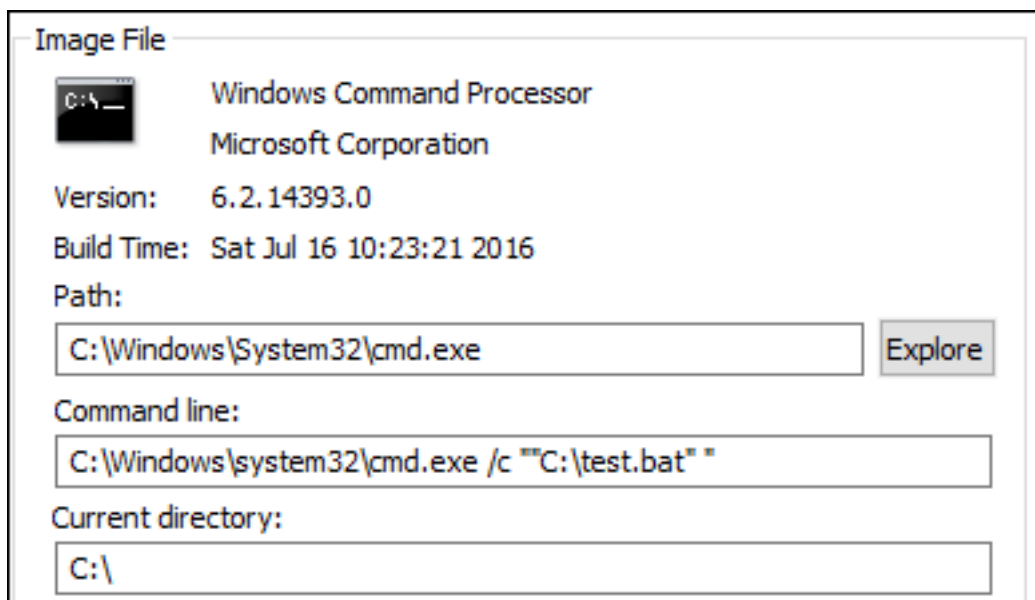 Image File
C:\
Windows Command Processor
Microsoft Corporation
Version: 6.2.14393.0
Build Time: Sat Jul 16 10:23:21 2016
Path:
C:\Windows\System32\cmd.exe Explore
Command line:
C:\Windows\system32\cmd.exe /c ""C:\test.bat" "
Current directory:
C:\